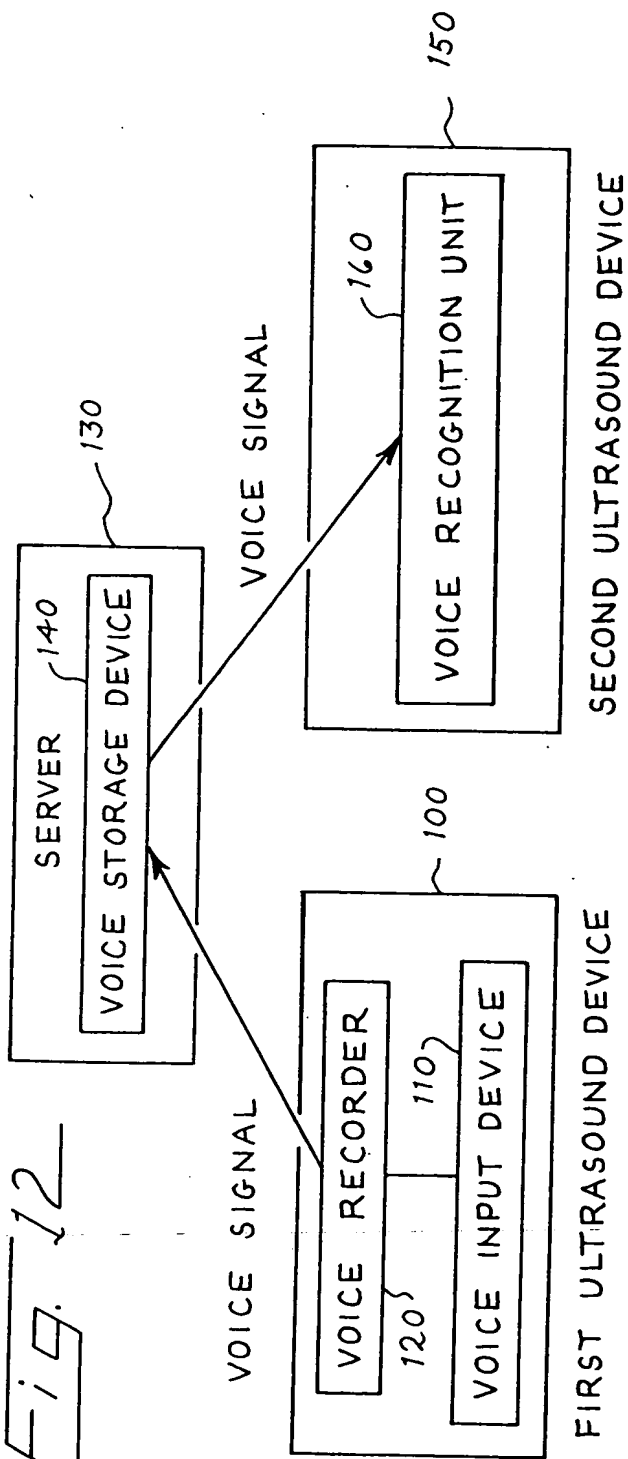 Fig. 12
SERVER
130
140
VOICE STORAGE DEVICE
VOICE SIGNAL
VOICE SIGNAL
100
VOICE RECORDER
120
110
VOICE INPUT DEVICE
FIRST ULTRASOUND DEVICE
150
160
VOICE RECOGNITION UNIT
SECOND ULTRASOUND DEVICE